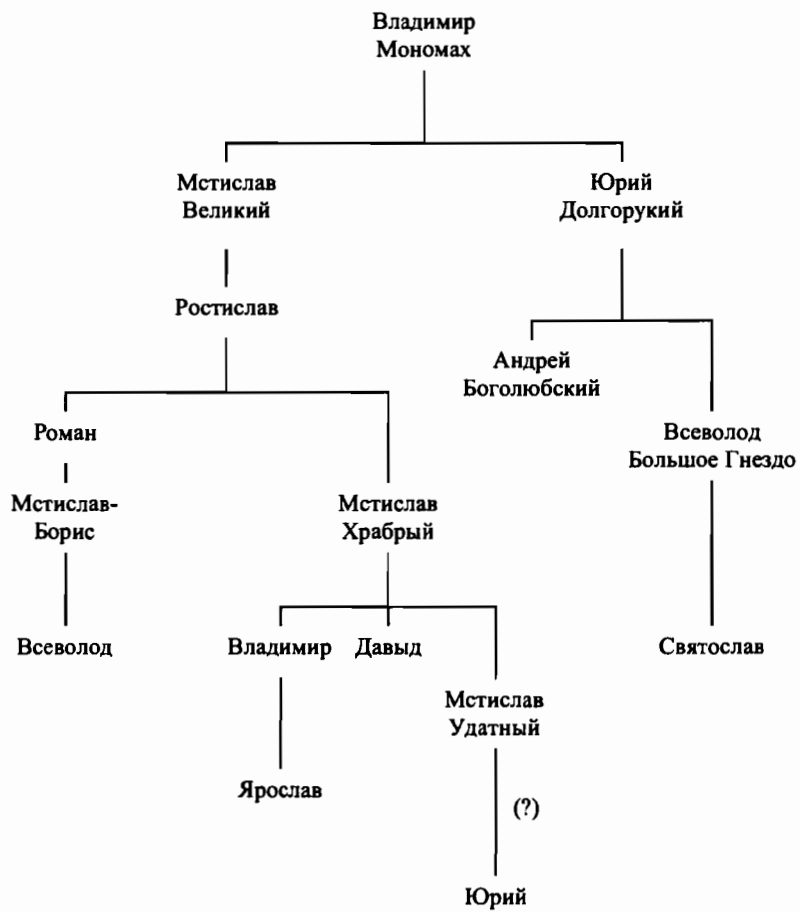 Владимир
Мономах
Мстислав
Великий
Юрий
Долгорукий
Ростислав
Андрей
Боголюбский
Роман
Всеволод
Большое Гнездо
Мстислав-
Борис
Мстислав
Храбрый
Всеволод
Владимир
Давыд
Святослав
Мстислав
Удатный
Ярослав
(?)
Юрий